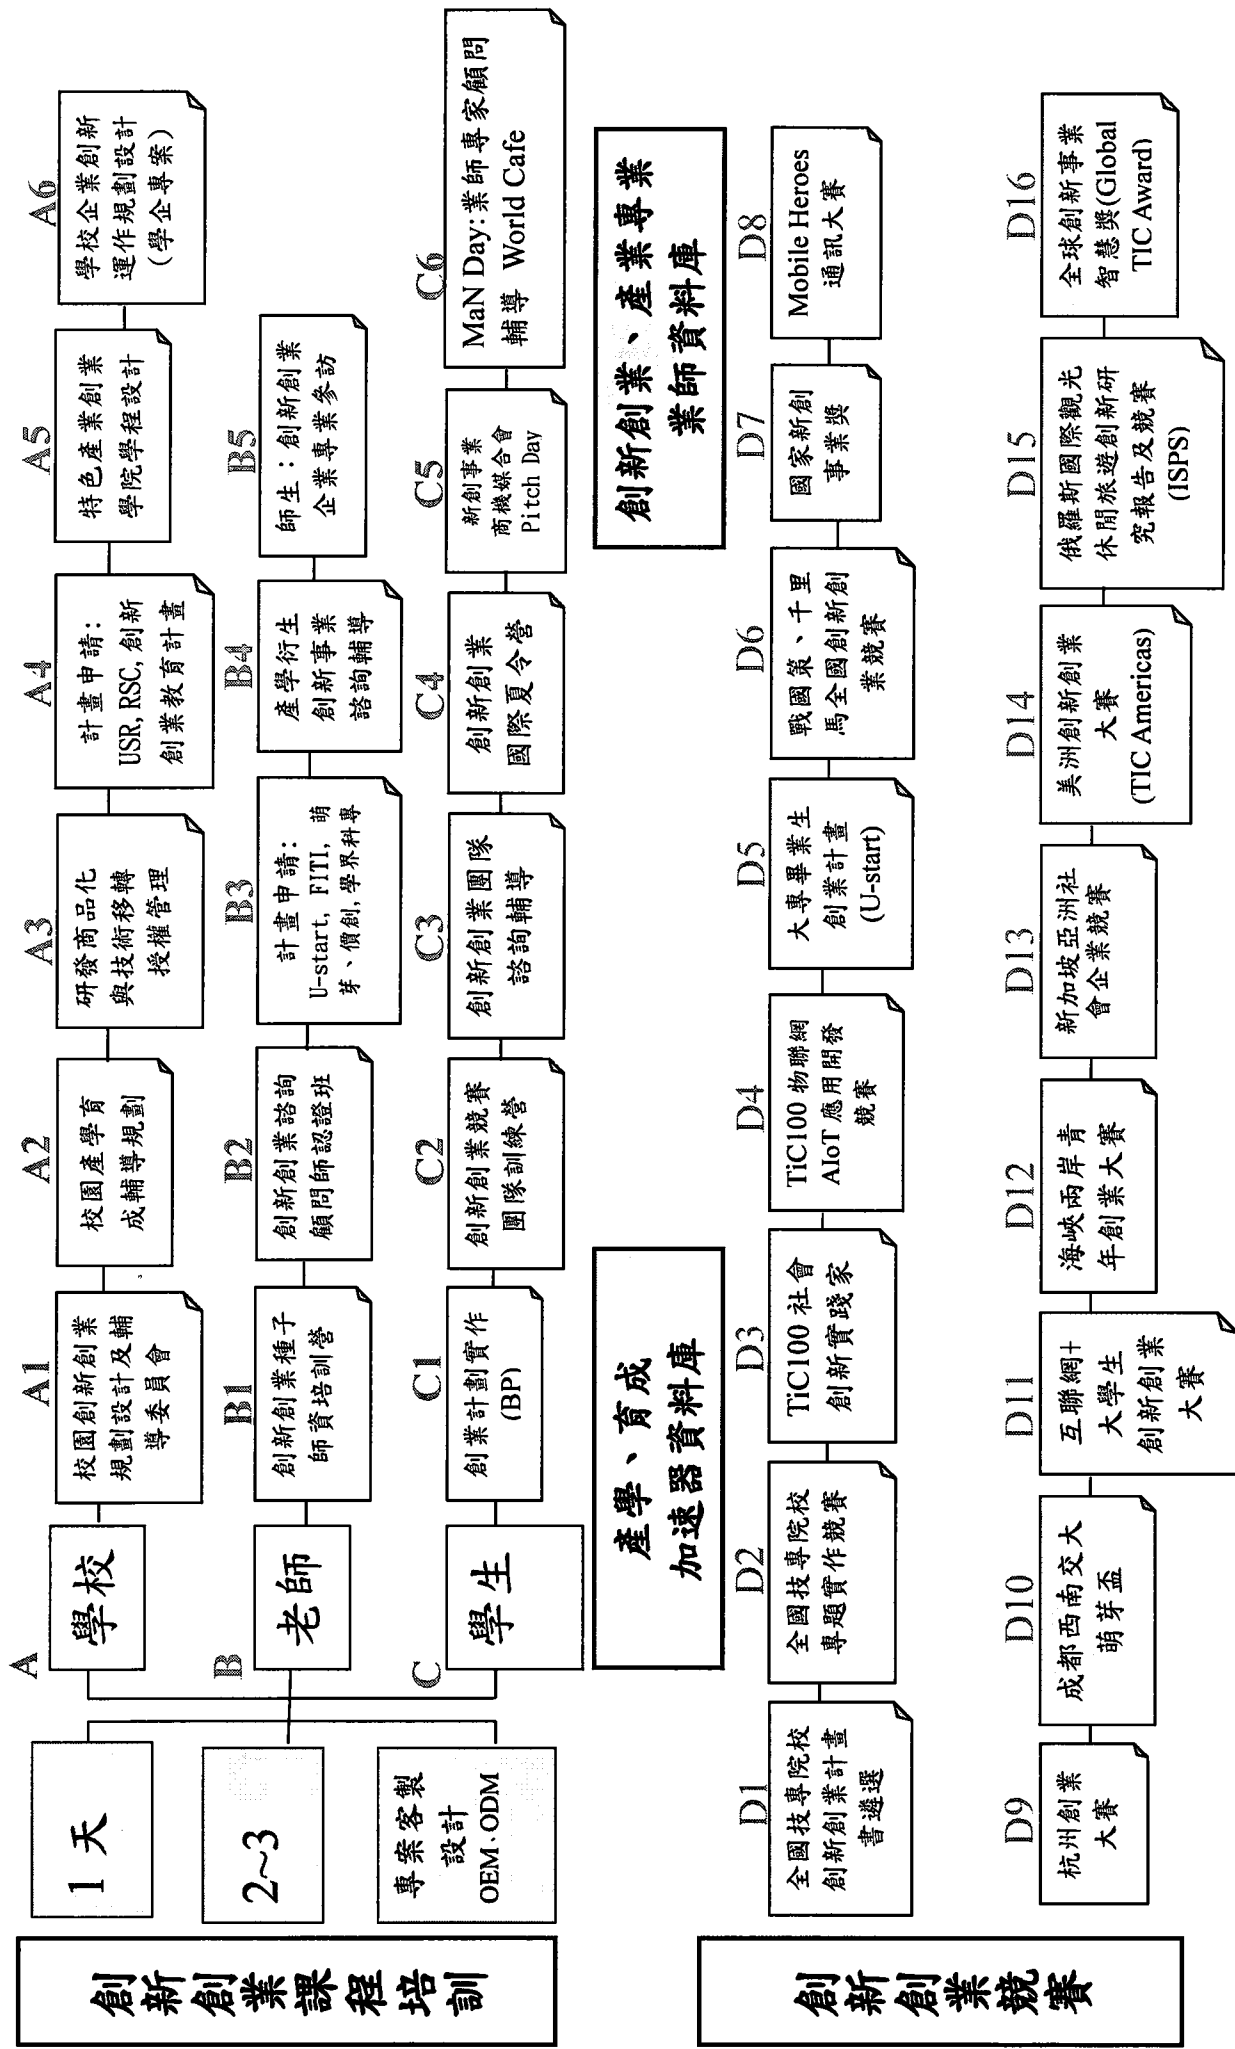 創新創業課程培訓
1 天
2~3
專案客製
設計
OEM、ODM
A
學校
A1
校園創新創業
規劃設計及輔
導委員會
A2
校園產學育
成輔導規劃
A3
研發商品化
與技術移轉
授權管理
A4
計畫申請:
USR, RSC, 創新
創業教育計畫
A5
特色產業創業
學院學程設計
A6
學校企業創新
運作規劃設計
(學企專案)
B
老師
B1
創新創業種子
師資培訓營
B2
創新創業諮詢
顧問師認證班
B3
計畫申請:
U-start, FITI, 萌
芽、價創,學界科專
B4
產學衍生
創新事業
諮詢輔導
B5
師生：創新創業
企業專業參訪
C
學生
C1
創業計劃實作
(BP)
C2
創新創業競賽
團隊訓練營
C3
創新創業團隊
諮詢輔導
C4
創新創業
國際夏令營
C5
新創事業
商機媒合會
Pitch Day
C6
MaN Day:業師專家顧問
輔導 World Cafe
產學、育成
加速器資料庫
創新創業、產業專業
業師資料庫
創新創業競賽
D1
全國技專院校
創新創業計畫
書遴選
D2
全國技專院校
專題實作競賽
D3
TiC100 社會
創新實踐家
D4
TiC100 物聯網
AIoT 應用開發
競賽
D5
大專畢業生
創業計畫
(U-start)
D6
戰國策、千里
馬全國創新創
業競賽
D7
國家新創
事業獎
D8
Mobile Heroes
通訊大賽
D9
杭州創業
大賽
D10
成都西南交大
萌芽盃
D11
互聯網+
大學生
創新創業
大賽
D12
海峽兩岸青
年創業大賽
D13
新加坡亞洲社
會企業競賽
D14
美洲創新創業
大賽
(TIC Americas)
D15
俄羅斯國際觀光
休閒旅遊創新研
究報告及競賽
(ISPS)
D16
全球創新事業
智慧獎(Global
TIC Award)